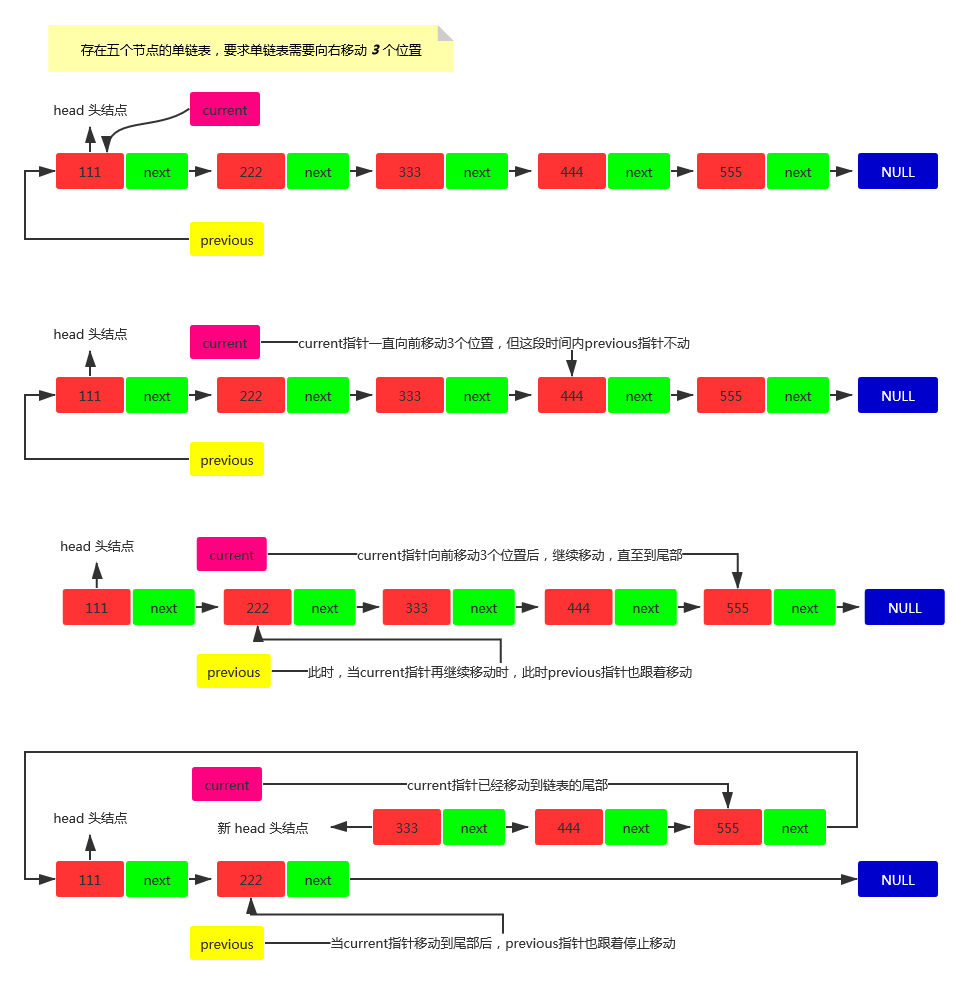 存在五个节点的单链表，要求单链表需要向右移动 3 个位置
head 头结点
current
111 next 222 next 333 next 444 next 555 next NULL
previous
head 头结点
current
current指针一直向前移动3个位置，但这段时间内previous指针不动
111 next 222 next 333 next 444 next 555 next NULL
previous
head 头结点
current
current指针向前移动3个位置后，继续移动，直至到尾部
111 next 222 next 333 next 444 next 555 next NULL
previous
此时，当current指针再继续移动时，此时previous指针也跟着移动
current
current指针已经移动到链表的尾部
head 头结点
新 head 头结点
333 next 444 next 555 next
111 next 222 next NULL
previous
当current指针移动到尾部后，previous指针也跟着停止移动